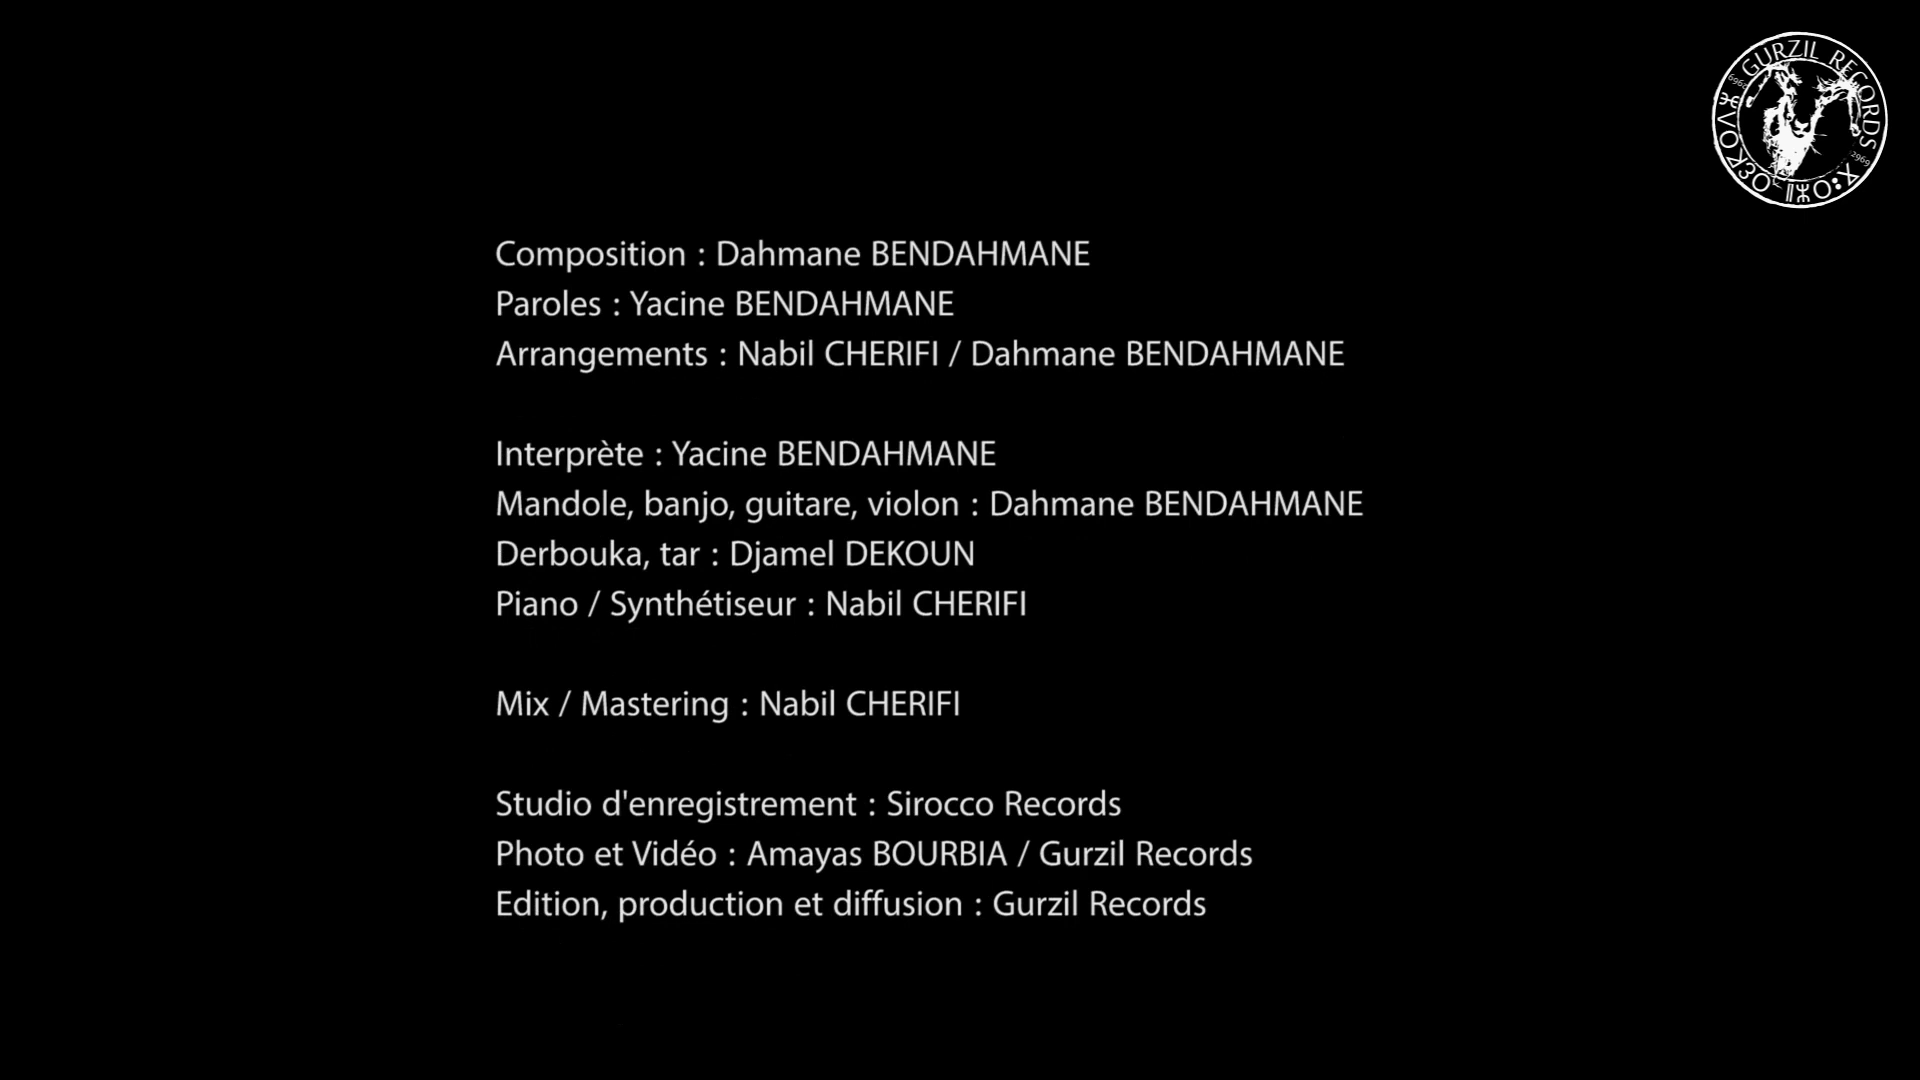 GURZIL RECORDS
2969
Composition : Dahmane BENDAHMANE
Paroles : Yacine BENDAHMANE
Arrangements : Nabil CHERIFI / Dahmane BENDAHMANE
Interprète : Yacine BENDAHMANE
Mandole, banjo, guitare, violon : Dahmane BENDAHMANE
Derbouka, tar : Djamel DEKOUN
Piano / Synthétiseur : Nabil CHERIFI
Mix / Mastering : Nabil CHERIFI
Studio d'enregistrement : Sirocco Records
Photo et Vidéo : Amayas BOURBIA / Gurzil Records
Edition, production et diffusion : Gurzil Records